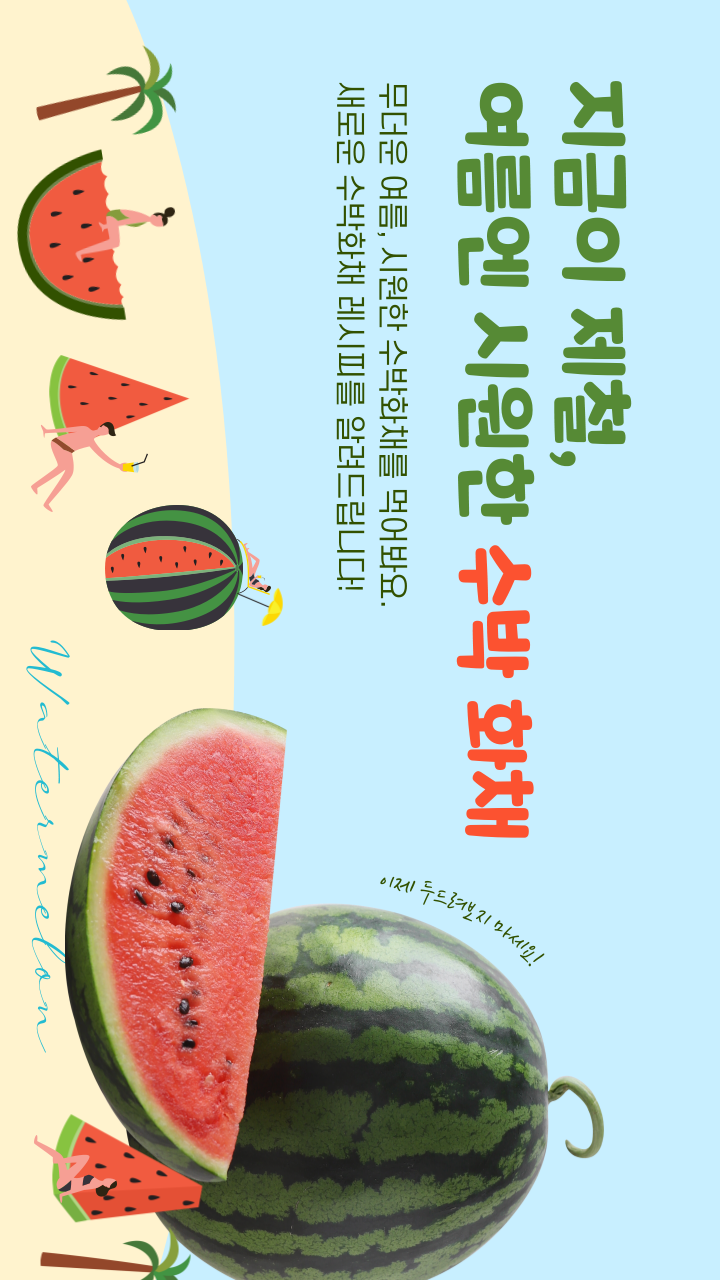 지금이 제철,
여름엔 시원한 수박 화채
무더운 여름, 시원한 수박화채를 먹어봐요.
새로운 수박화채 레시피를 알려드립니다!
이제 두드려보지 마세요!
Watermelon